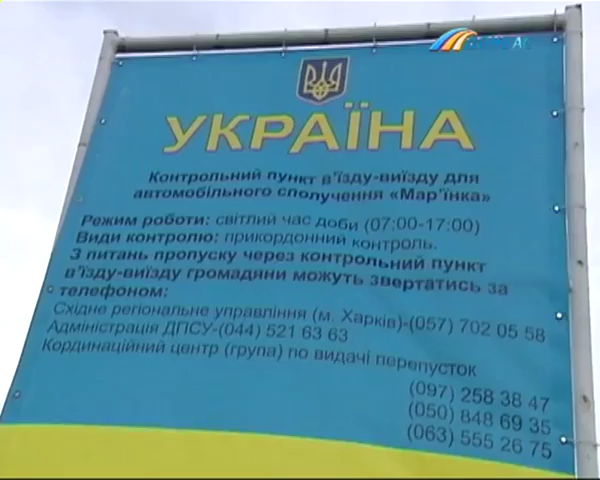 УКРАЇНА
Контрольний пункт в'їзду-виїзду для
автомобільного сполучення «Мар'їнка»
Режим роботи: світлий час доби (07:00-17:00)
Види контролю: прикордонний контроль.
З питань пропуску через контрольний пункт
в'їзду-виїзду громадяни можуть звертатись за
телефоном:
Східне регіональне управління (м. Харків)-(057) 702 05 58
Адміністрація ДПСУ-(044) 521 63 63
Кординаційний центр (група) по видачі перепусток
(097) 258 38 47
(050) 848 69 35
(063) 555 26 75